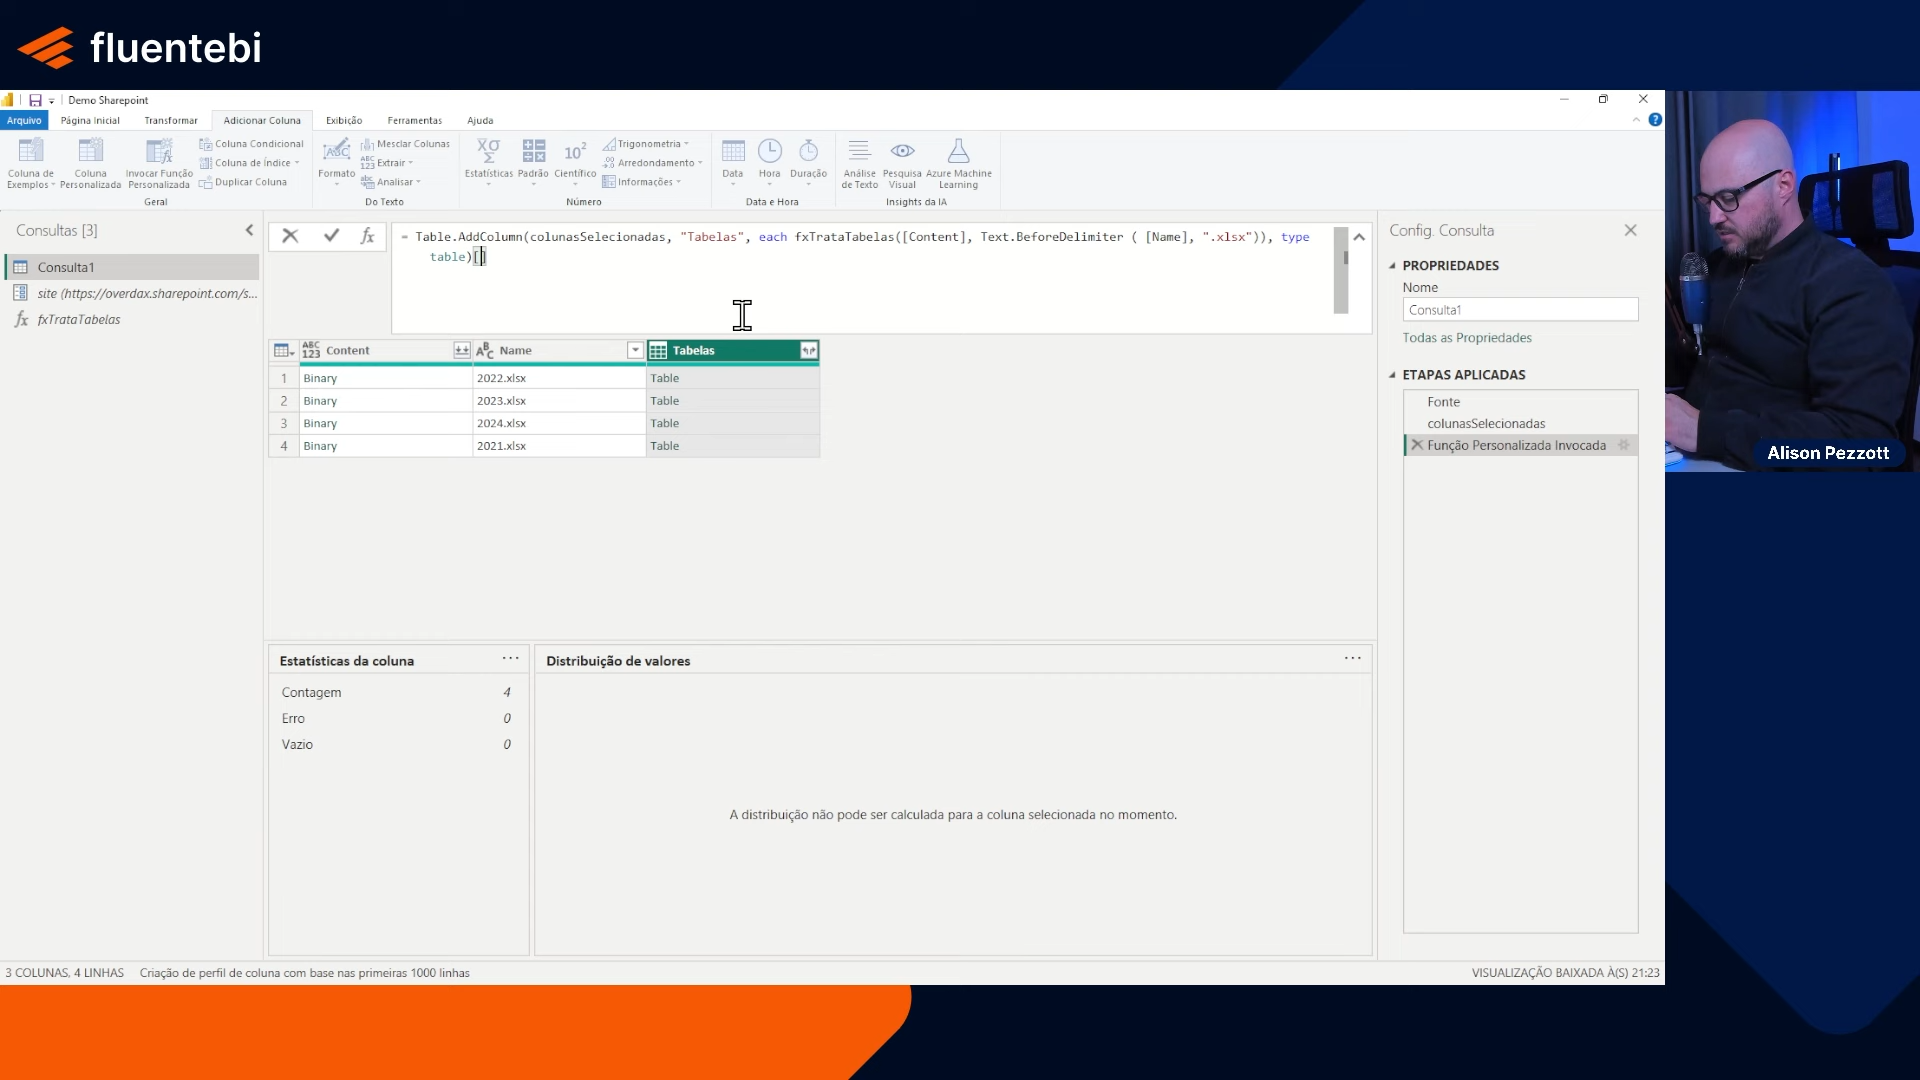 fluentebi
Demo Sharepoint
Arquivo Página Inicial Transformar Adicionar Coluna Exibição Ferramentas Ajuda
Coluna de Exemplos
Coluna Personalizada
Invocar Função Personalizada
Coluna Condicional
Coluna de Índice
Duplicar Coluna
Geral
Formato
ABC
Mesclar Colunas
Extrair
Analisar
Do Texto
Estatísticas
Padrão
10²
Científico
Trigonometria
Arredondamento
Informações
Número
Data
Hora
Duração
Data e Hora
Análise de Texto
Pesquisa Visual
Azure Machine Learning
Insights da IA
Consultas [3]
Consulta1
site (https://overdax.sharepoint.com/s...
fx fxTrataTabelas
fx
= Table.AddColumn(colunasSelecionadas, "Tabelas", each fxTrataTabelas([Content], Text.BeforeDelimiter ( [Name], ".xlsx")), type
table)[]
ABC 123 Content ABC Name Tabelas
1 Binary 2022.xlsx Table
2 Binary 2023.xlsx Table
3 Binary 2024.xlsx Table
4 Binary 2021.xlsx Table
Estatísticas da coluna ...
Contagem 4
Erro 0
Vazio 0
Distribuição de valores ...
A distribuição não pode ser calculada para a coluna selecionada no momento.
Config. Consulta
PROPRIEDADES
Nome
Consulta1
Todas as Propriedades
ETAPAS APLICADAS
Fonte
colunasSelecionadas
Função Personalizada Invocada
Alison Pezzott
3 COLUNAS, 4 LINHAS Criação de perfil de coluna com base nas primeiras 1000 linhas
VISUALIZAÇÃO BAIXADA À(S) 21:23